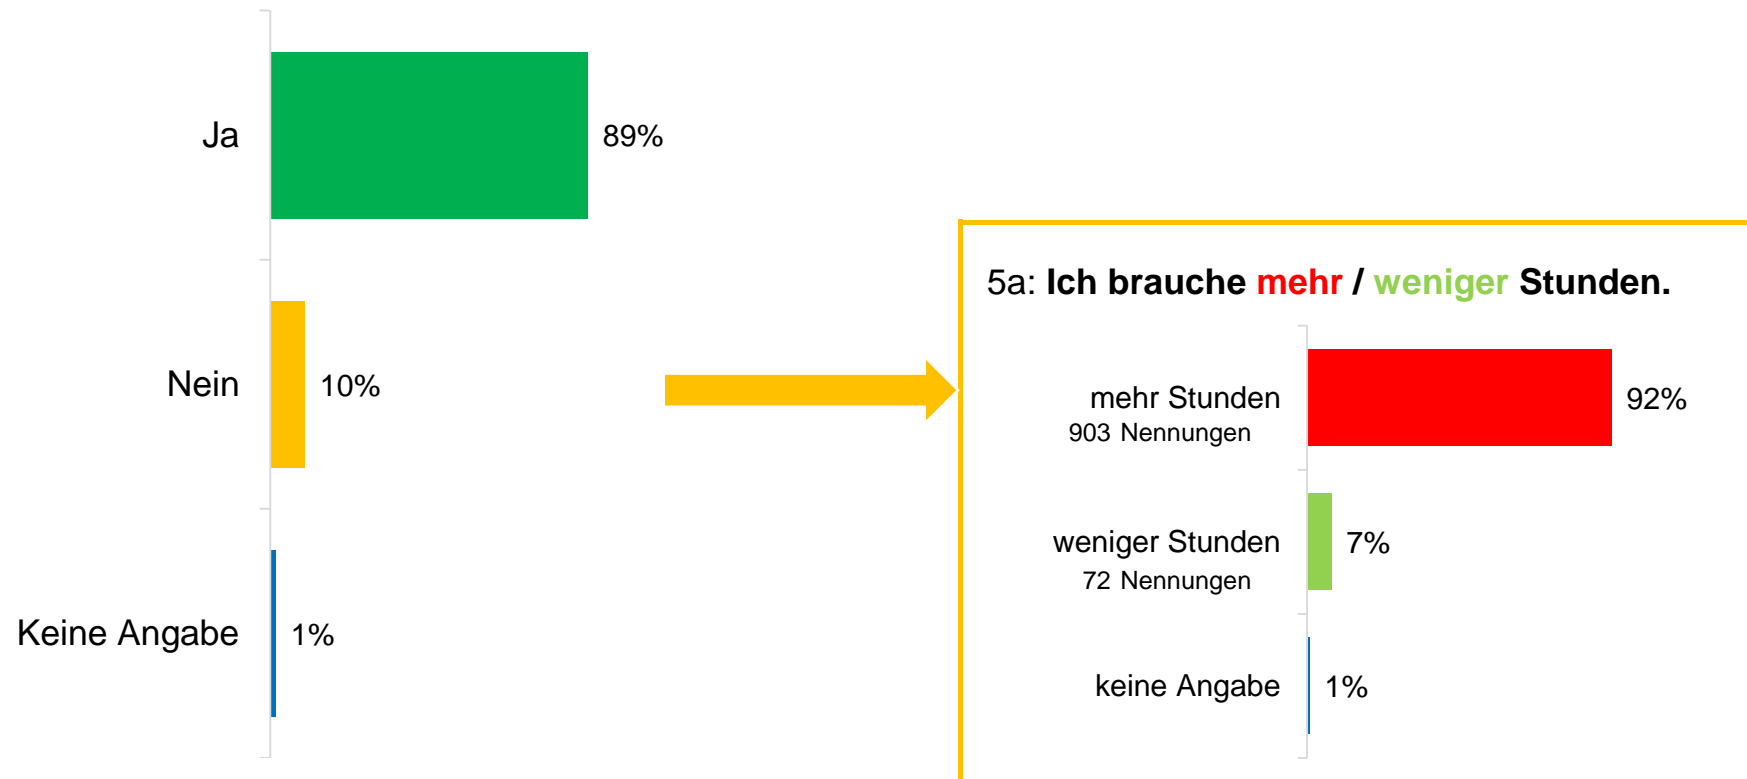 Ja
89%
Nein
10%
Keine Angabe
1%
5a: Ich brauche mehr / weniger Stunden.
mehr Stunden
903 Nennungen
92%
weniger Stunden
72 Nennungen
7%
keine Angabe
1%